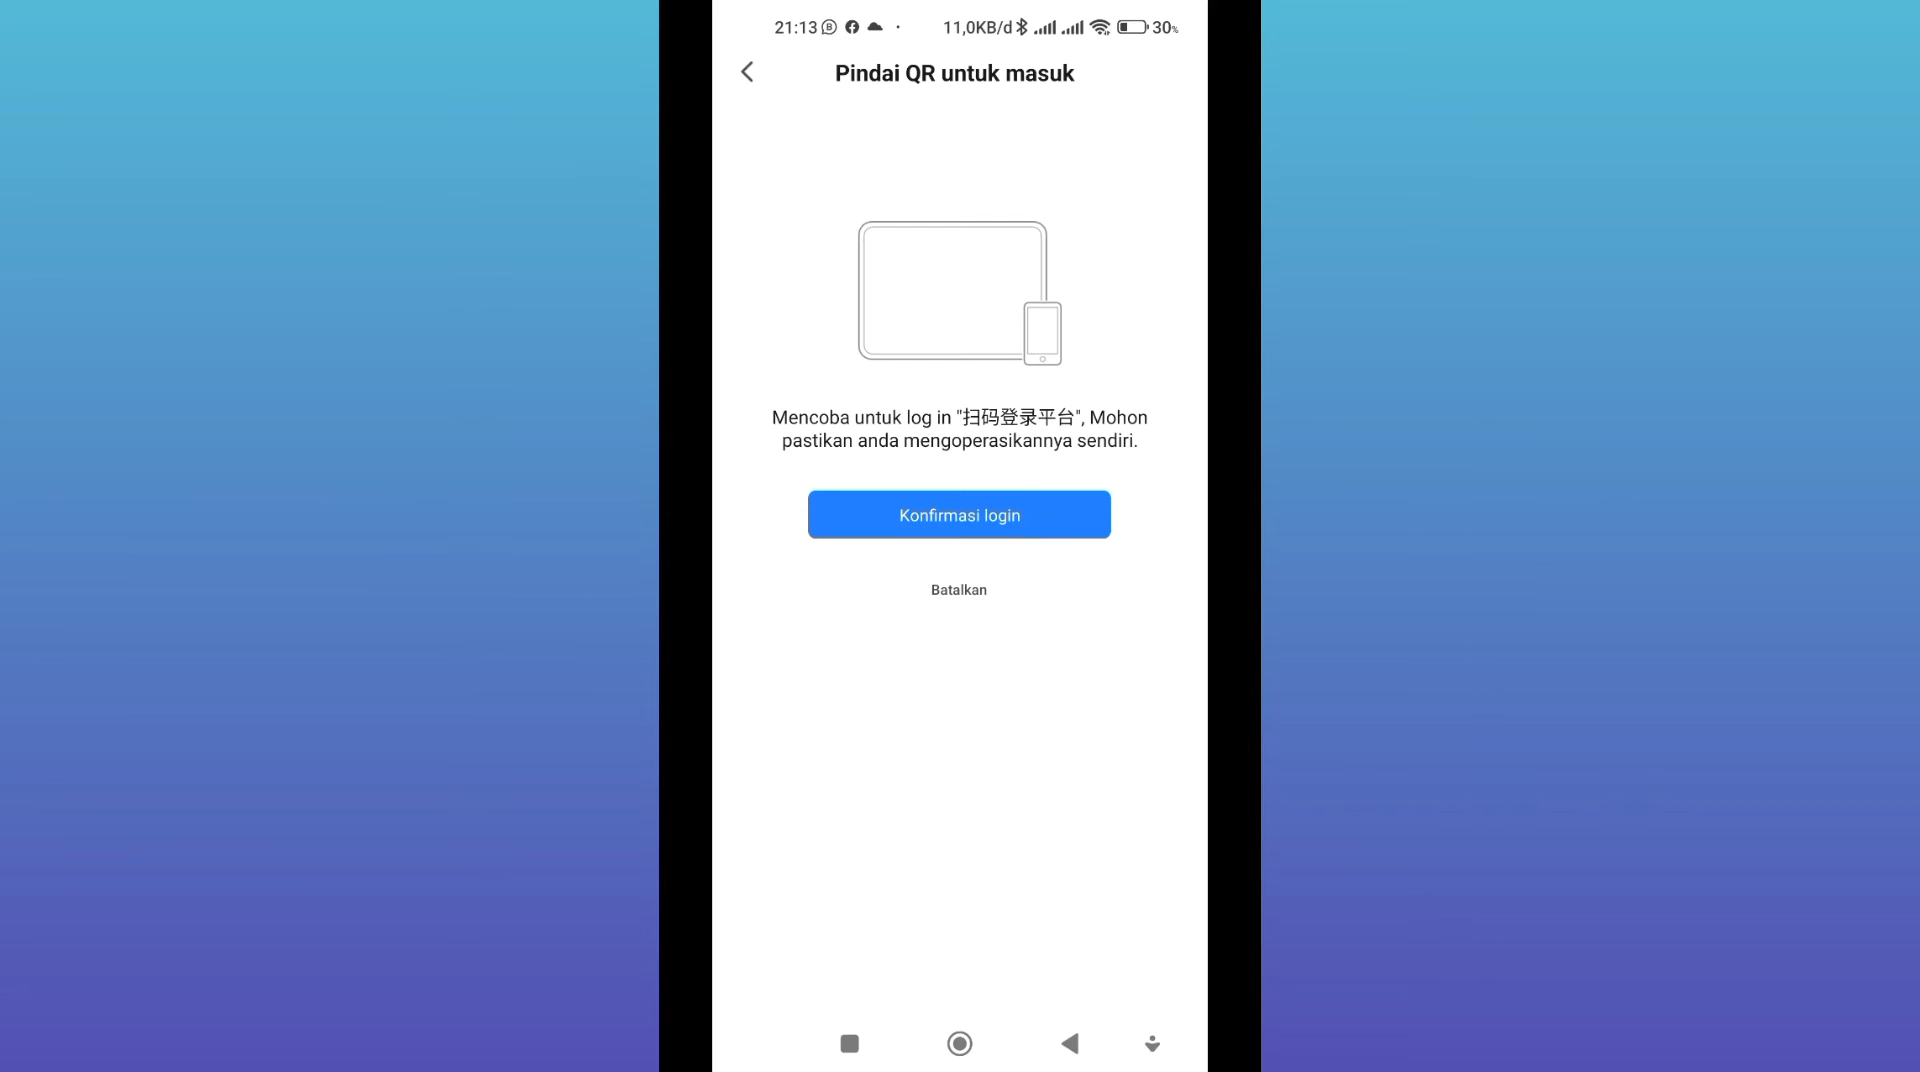 21:13 11,0KB/d 30%
Pindai QR untuk masuk
Mencoba untuk log in "扫码登录平台", Mohon
pastikan anda mengoperasikannya sendiri.
Konfirmasi login
Batalkan